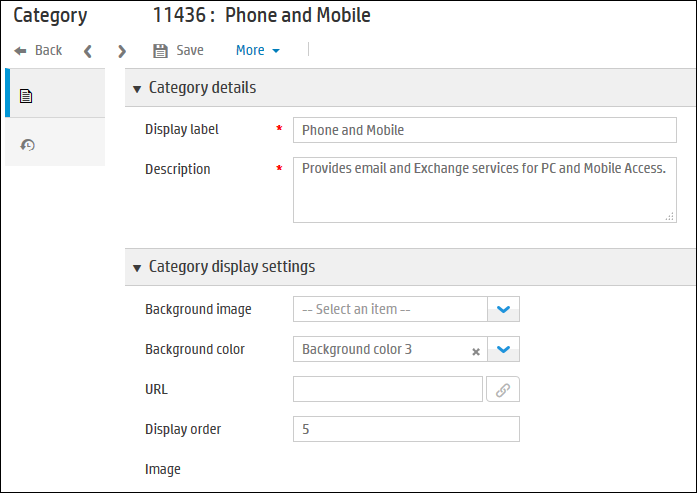 Category 11436 : Phone and Mobile
Back Save More
Category details
Display label * Phone and Mobile
Description * Provides email and Exchange services for PC and Mobile Access.
Category display settings
Background image -- Select an item --
Background color Background color 3
URL
Display order 5
Image